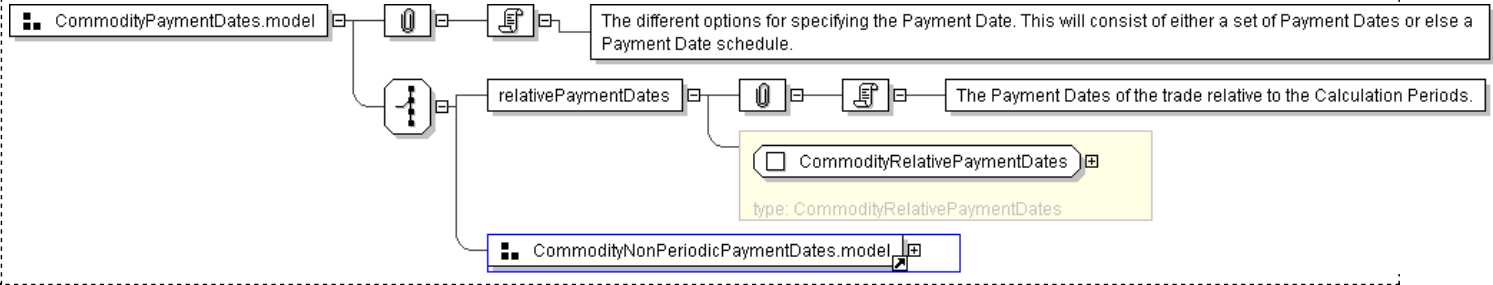 CommodityPaymentDates.model
The different options for specifying the Payment Date. This will consist of either a set of Payment Dates or else a
Payment Date schedule.
relativePaymentDates
The Payment Dates of the trade relative to the Calculation Periods.
CommodityRelativePaymentDates
type: CommodityRelativePaymentDates
CommodityNonPeriodicPaymentDates.model